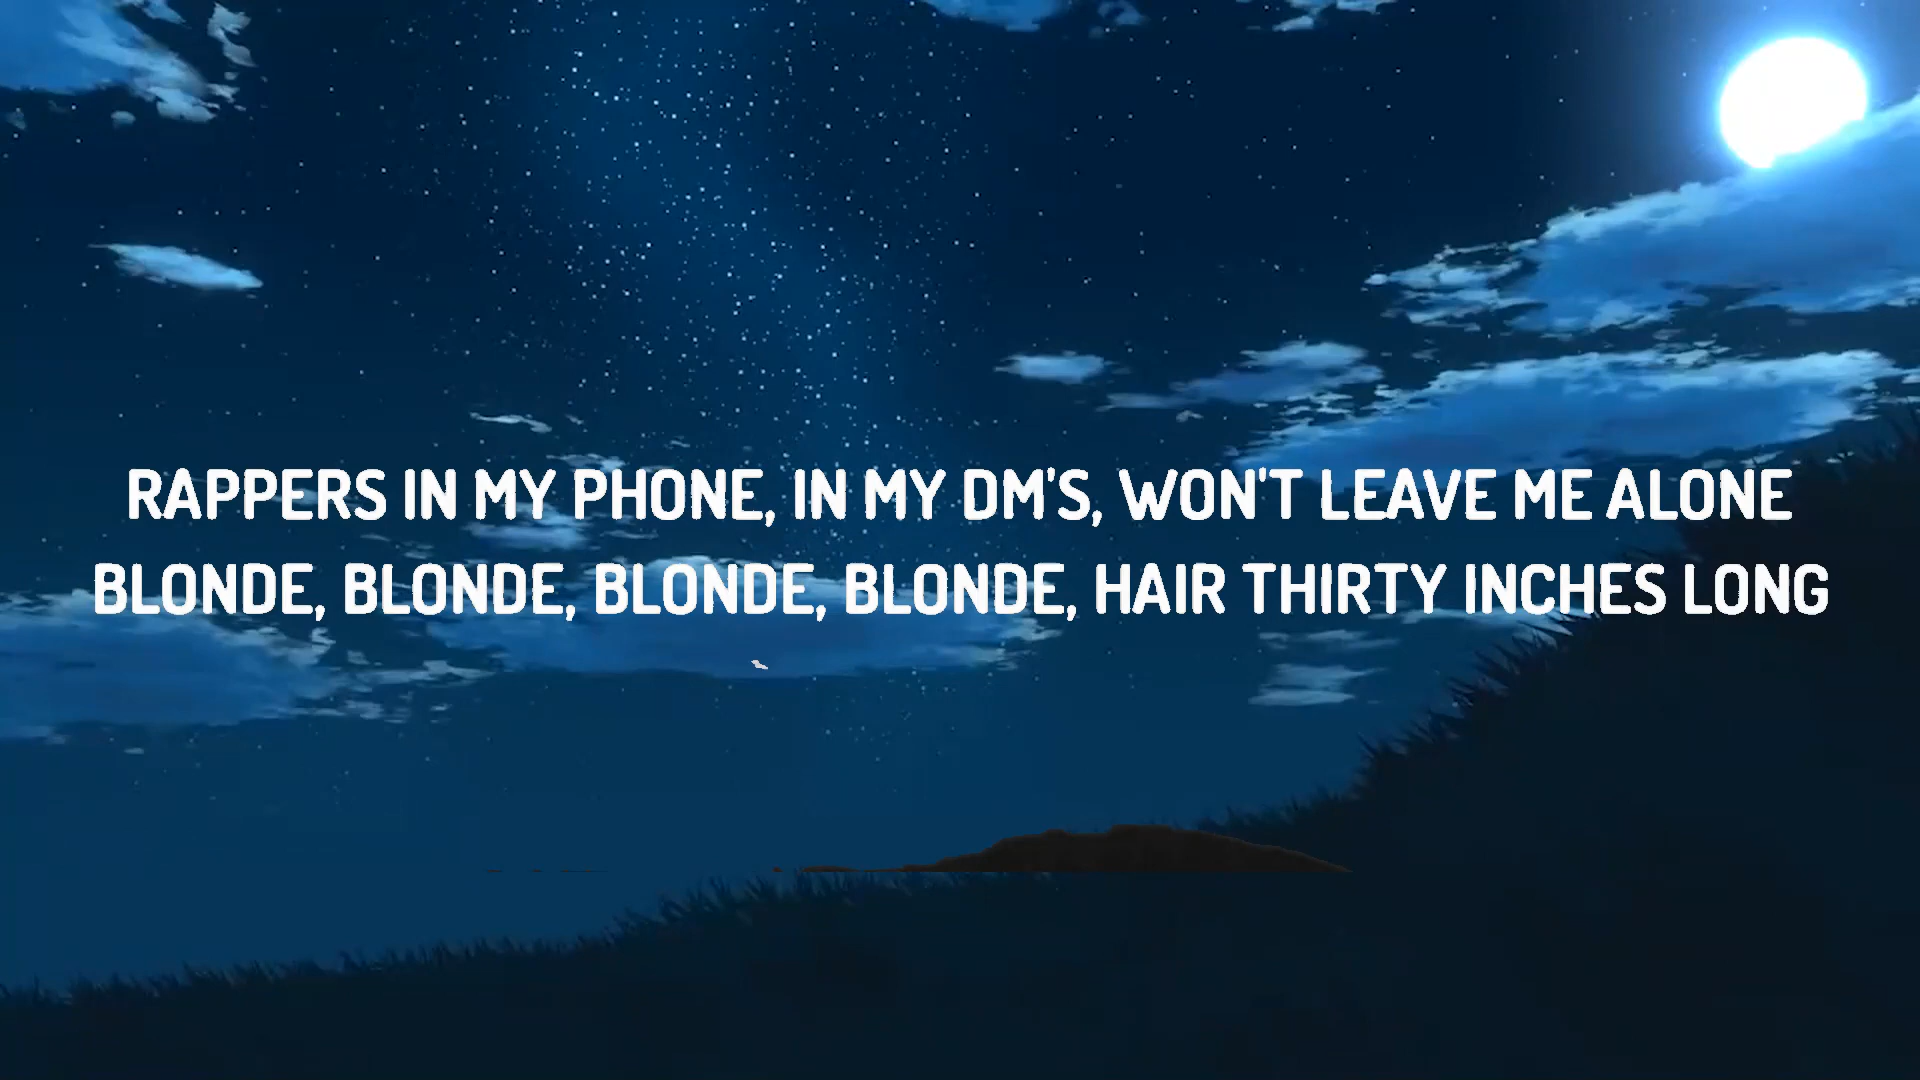 RAPPERS IN MY PHONE, IN MY DM'S, WON'T LEAVE ME ALONE
BLONDE, BLONDE, BLONDE, BLONDE, HAIR THIRTY INCHES LONG